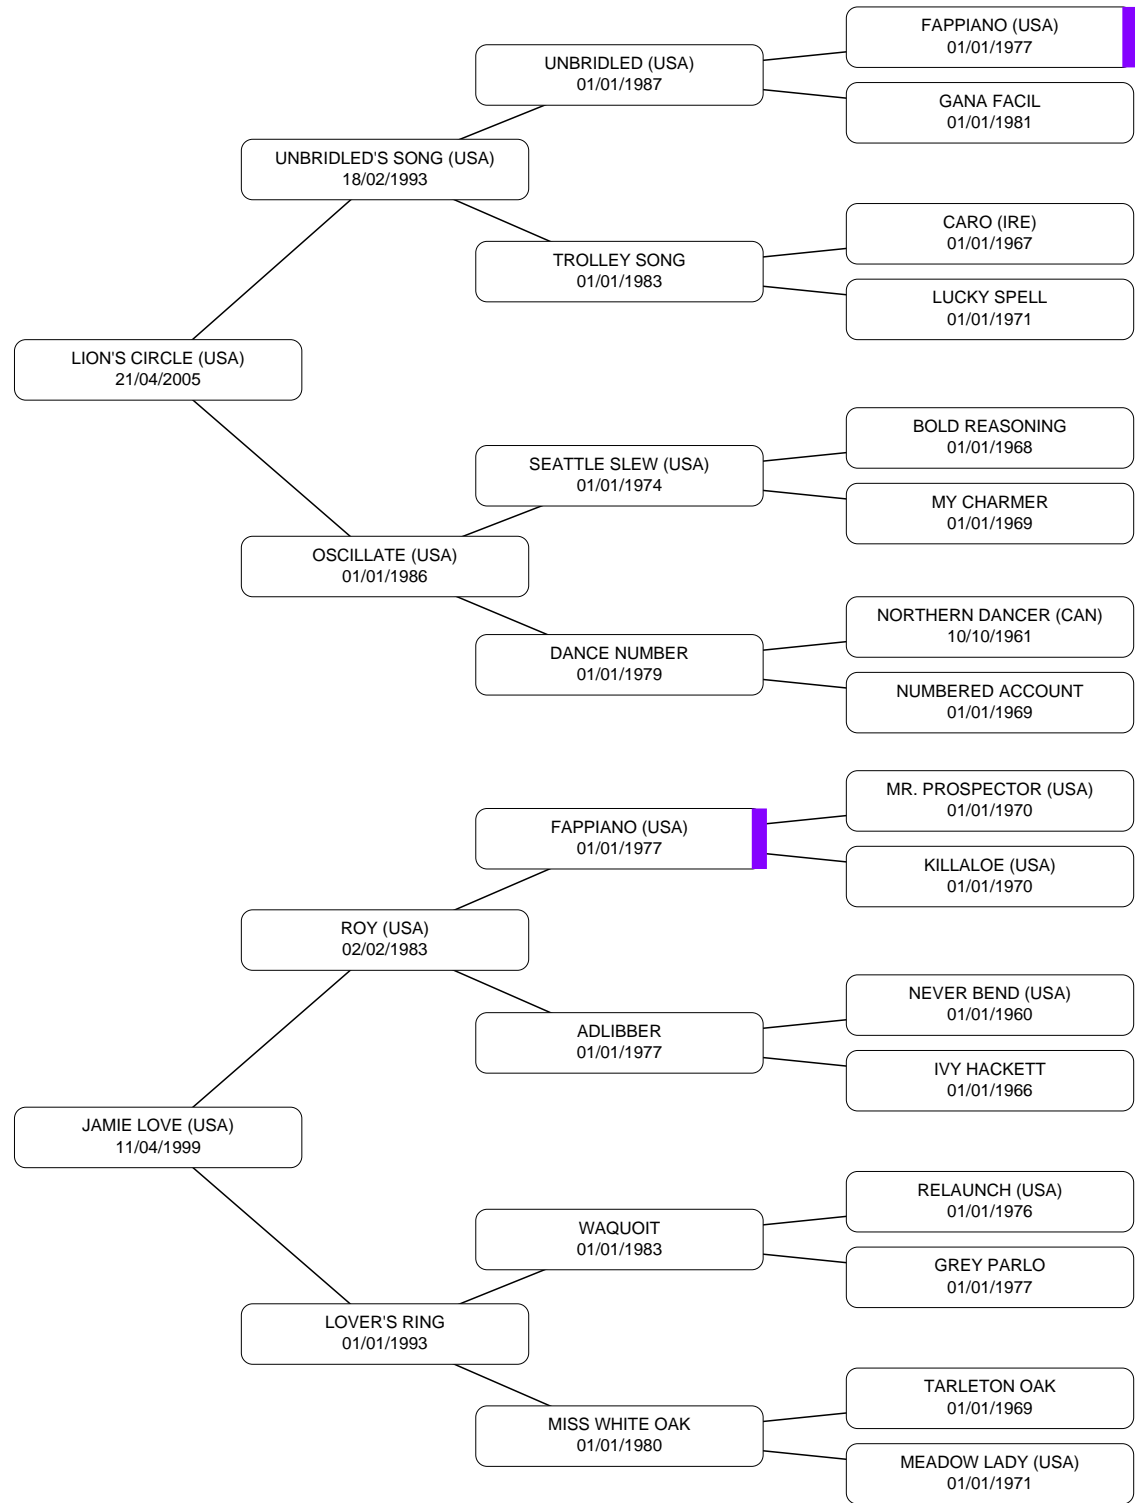 FAPPIANO (USA)
01/01/1977
UNBRIDLED (USA)
01/01/1987
GANA FACIL
01/01/1981
UNBRIDLED'S SONG (USA)
18/02/1993
CARO (IRE)
01/01/1967
TROLLEY SONG
01/01/1983
LUCKY SPELL
01/01/1971
LION'S CIRCLE (USA)
21/04/2005
BOLD REASONING
01/01/1968
SEATTLE SLEW (USA)
01/01/1974
MY CHARMER
01/01/1969
OSCILLATE (USA)
01/01/1986
NORTHERN DANCER (CAN)
10/10/1961
DANCE NUMBER
01/01/1979
NUMBERED ACCOUNT
01/01/1969
MR. PROSPECTOR (USA)
01/01/1970
FAPPIANO (USA)
01/01/1977
KILLALOE (USA)
01/01/1970
ROY (USA)
02/02/1983
NEVER BEND (USA)
01/01/1960
ADLIBBER
01/01/1977
IVY HACKETT
01/01/1966
JAMIE LOVE (USA)
11/04/1999
RELAUNCH (USA)
01/01/1976
WAQUOIT
01/01/1983
GREY PARLO
01/01/1977
LOVER'S RING
01/01/1993
TARLETON OAK
01/01/1969
MISS WHITE OAK
01/01/1980
MEADOW LADY (USA)
01/01/1971